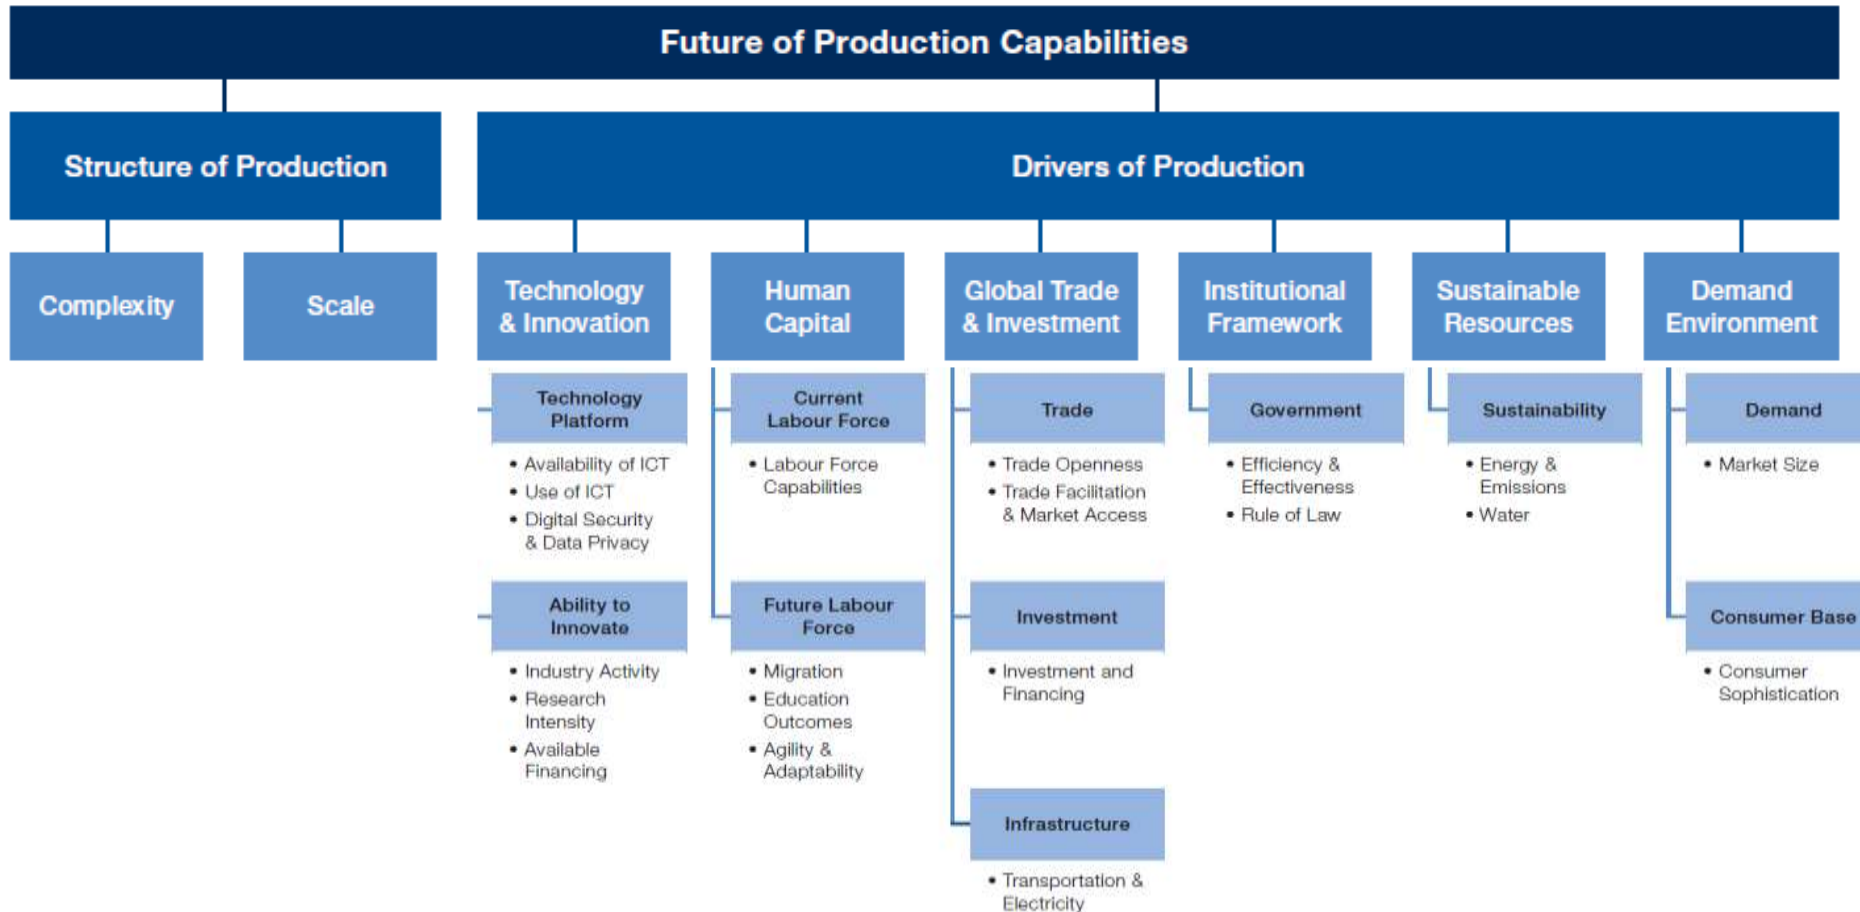 Future of Production Capabilities
Structure of Production
Drivers of Production
Complexity
Scale
Technology
& Innovation
Human
Capital
Global Trade
& Investment
Institutional
Framework
Sustainable
Resources
Demand
Environment
Technology
Platform
• Availability of ICT
• Use of ICT
• Digital Security
& Data Privacy
Ability to
Innovate
• Industry Activity
• Research
Intensity
• Available
Financing
Current
Labour Force
• Labour Force
Capabilities
Future Labour
Force
• Migration
• Education
Outcomes
• Agility &
Adaptability
Trade
• Trade Openness
• Trade Facilitation
& Market Access
Investment
• Investment and
Financing
Infrastructure
• Transportation &
Electricity
Government
• Efficiency &
Effectiveness
• Rule of Law
Sustainability
• Energy &
Emissions
• Water
Demand
• Market Size
Consumer Base
• Consumer
Sophistication